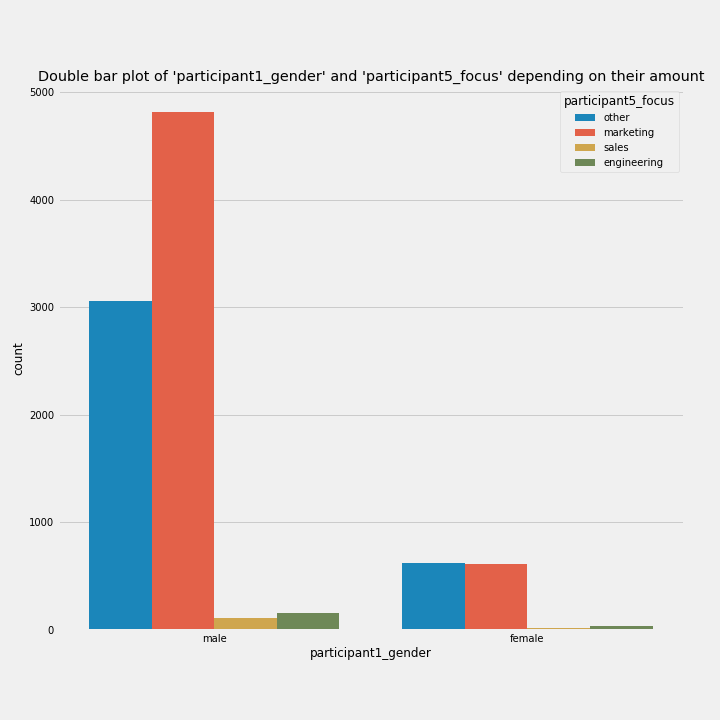 Double bar plot of 'participant1_gender' and 'participant5_focus' depending on their amount
participant5_focus
other
marketing
sales
engineering
5000
4000
3000
2000
1000
0
count
male
female
participant1_gender